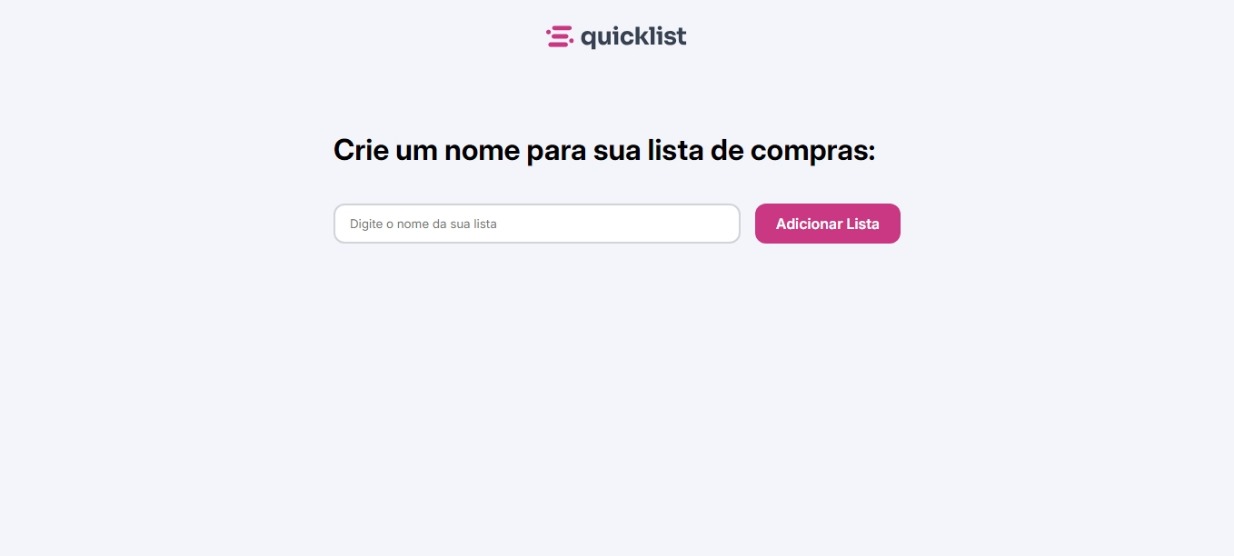 quicklist
Crie um nome para sua lista de compras:
Digite o nome da sua lista
Adicionar Lista